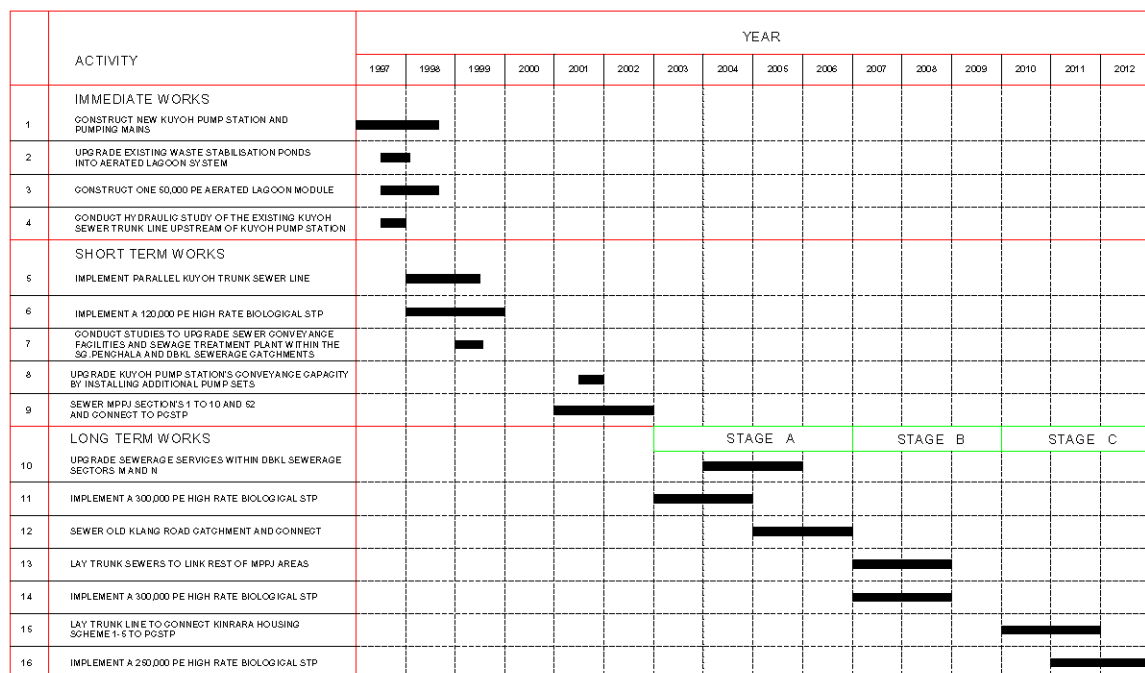 YEAR
ACTIVITY
1997 1998 1999 2000 2001 2002 2003 2004 2005 2006 2007 2008 2009 2010 2011 2012
IMMEDIATE WORKS
1 CONSTRUCT NEW KUYOH PUMP STATION AND
PUMPING MAINS
2 UPGRADE EXISTING WASTE STABILISATION PONDS
INTO AERATED LAGOON SYSTEM
3 CONSTRUCT ONE 50,000 PE AERATED LAGOON MODULE
4 CONDUCT HYDRAULIC STUDY OF THE EXISTING KUYOH
SEWER TRUNK LINE UPSTREAM OF KUYOH PUMP STATION
SHORT TERM WORKS
5 IMPLEMENT PARALLEL KUYOH TRUNK SEWER LINE
6 IMPLEMENT A 120,000 PE HIGH RATE BIOLOGICAL STP
7 CONDUCT STUDIES TO UPGRADE SEWER CONVEYANCE
FACILITIES AND SEWAGE TREATMENT PLANT WITHIN THE
SG.PENCHALA AND DBKL SEWERAGE CATCHMENTS
8 UPGRADE KUYOH PUMP STATION'S CONVEYANCE CAPACITY
BY INSTALLING ADDITIONAL PUMP SETS
9 SEWER MPPJ SECTION'S 1 TO 10 AND 52
AND CONNECT TO PGSTP
LONG TERM WORKS
STAGE A STAGE B STAGE C
10 UPGRADE SEWERAGE SERVICES WITHIN DBKL SEWERAGE
SECTORS M AND N
11 IMPLEMENT A 300,000 PE HIGH RATE BIOLOGICAL STP
12 SEWER OLD KLANG ROAD CATCHMENT AND CONNECT
13 LAY TRUNK SEWERS TO LINK REST OF MPPJ AREAS
14 IMPLEMENT A 300,000 PE HIGH RATE BIOLOGICAL STP
15 LAY TRUNK LINE TO CONNECT KINRARA HOUSING
SCHEME 1-5 TO PGSTP
16 IMPLEMENT A 250,000 PE HIGH RATE BIOLOGICAL STP